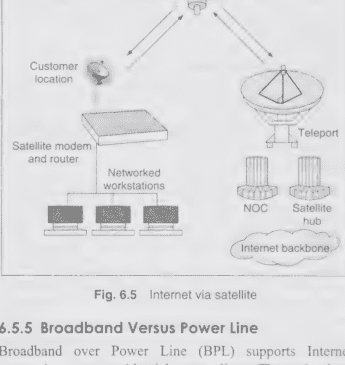 Customer
location
Teleport
Satellite modem
and router
Networked
workstations
NOC
Satellite
hub
Internet backbone
Fig. 6.5 Internet via satellite
6.5.5 Broadband Versus Power Line
Broadband over Power Line (BPL) supports Interne